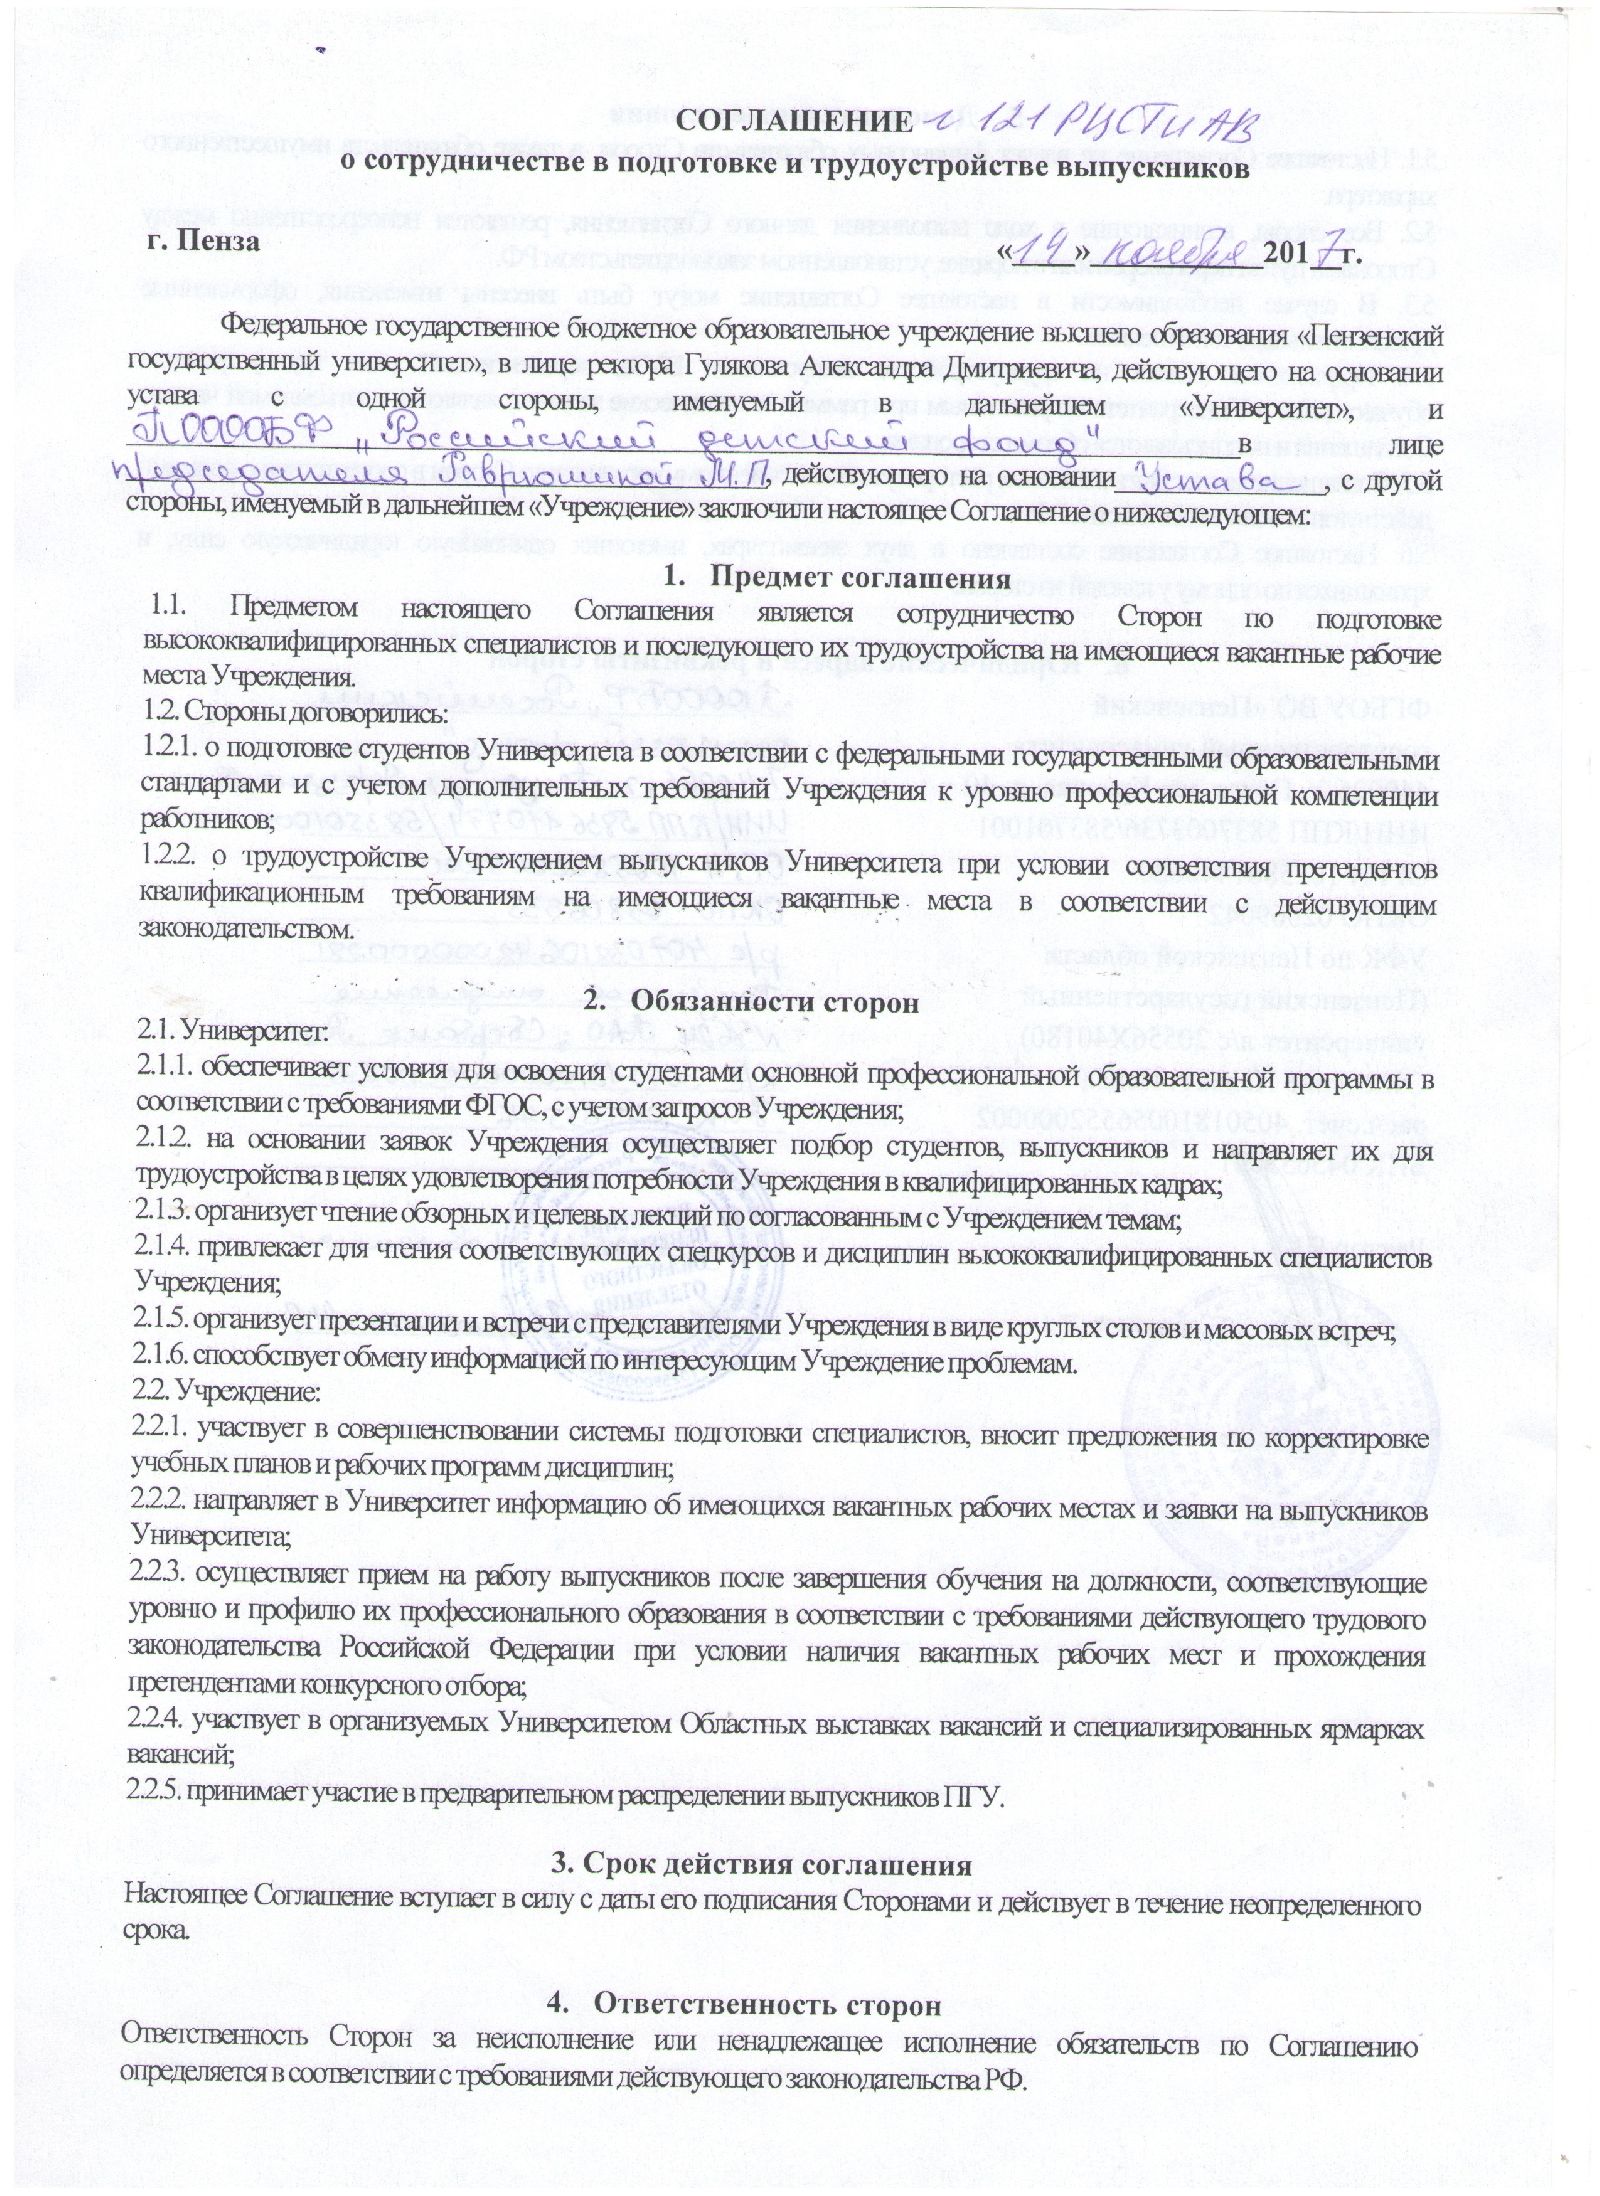 СОГЛАШЕНИЕ 121 РЦСТиАВ
о сотрудничестве в подготовке и трудоустройстве выпускников
г. Пенза «14» ноября 2017г.
Федеральное государственное бюджетное образовательное учреждение высшего образования «Пензенский
государственный университет», в лице ректора Гулякова Александра Дмитриевича, действующего на основании
устава с одной стороны, именуемый в дальнейшем «Университет», и
ПОООООБФ „Российский детский фонд" в лице
председателя Гаврюшиной М.П., действующего на основании Устава, с другой
стороны, именуемый в дальнейшем «Учреждение» заключили настоящее Соглашение о нижеследующем:
1. Предмет соглашения
1.1. Предметом настоящего Соглашения является сотрудничество Сторон по подготовке
высококвалифицированных специалистов и последующего их трудоустройства на имеющиеся вакантные рабочие
места Учреждения.
1.2. Стороны договорились:
1.2.1. о подготовке студентов Университета в соответствии с федеральными государственными образовательными
стандартами и с учетом дополнительных требований Учреждения к уровню профессиональной компетенции
работников;
1.2.2. о трудоустройстве Учреждением выпускников Университета при условии соответствия претендентов
квалификационным требованиям на имеющиеся вакантные места в соответствии с действующим
законодательством.
2. Обязанности сторон
2.1. Университет:
2.1.1. обеспечивает условия для освоения студентами основной профессиональной образовательной программы в
соответствии с требованиями ФГОС, с учетом запросов Учреждения;
2.1.2. на основании заявок Учреждения осуществляет подбор студентов, выпускников и направляет их для
трудоустройства в целях удовлетворения потребности Учреждения в квалифицированных кадрах;
2.1.3. организует чтение обзорных и целевых лекций по согласованным с Учреждением темам;
2.1.4. привлекает для чтения соответствующих спецкурсов и дисциплин высококвалифицированных специалистов
Учреждения;
2.1.5. организует презентации и встречи с представителями Учреждения в виде круглых столов и массовых встреч;
2.1.6. способствует обмену информацией по интересующим Учреждение проблемам.
2.2. Учреждение:
2.2.1. участвует в совершенствовании системы подготовки специалистов, вносит предложения по корректировке
учебных планов и рабочих программ дисциплин;
2.2.2. направляет в Университет информацию об имеющихся вакантных рабочих местах и заявки на выпускников
Университета;
2.2.3. осуществляет прием на работу выпускников после завершения обучения на должности, соответствующие
уровню и профилю их профессионального образования в соответствии с требованиями действующего трудового
законодательства Российской Федерации при условии наличия вакантных рабочих мест и прохождения
претендентами конкурсного отбора;
2.2.4. участвует в организуемых Университетом Областных выставках вакансий и специализированных ярмарках
вакансий;
2.2.5. принимает участие в предварительном распределении выпускников ПГУ.
3. Срок действия соглашения
Настоящее Соглашение вступает в силу с даты его подписания Сторонами и действует в течение неопределенного
срока.
4. Ответственность сторон
Ответственность Сторон за неисполнение или ненадлежащее исполнение обязательств по Соглашению
определяется в соответствии с требованиями действующего законодательства РФ.